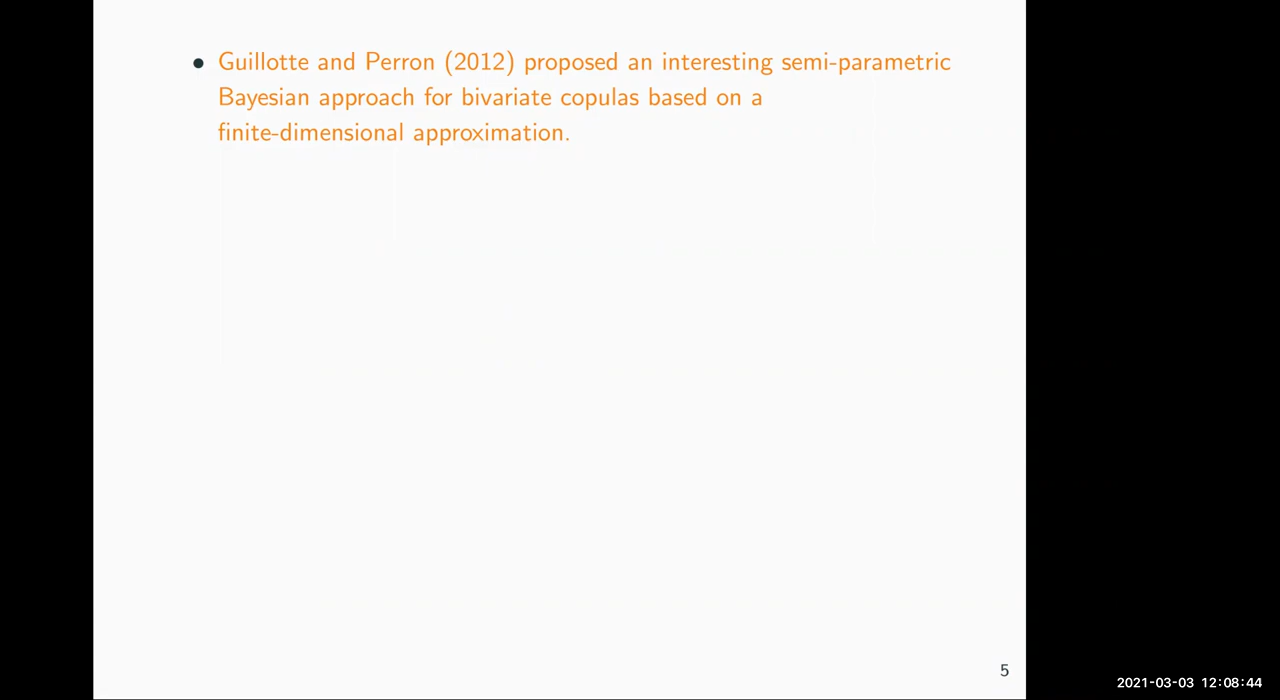 • Guillotte and Perron (2012) proposed an interesting semi-parametric
Bayesian approach for bivariate copulas based on a
finite-dimensional approximation.
5
2021-03-03 12:08:44